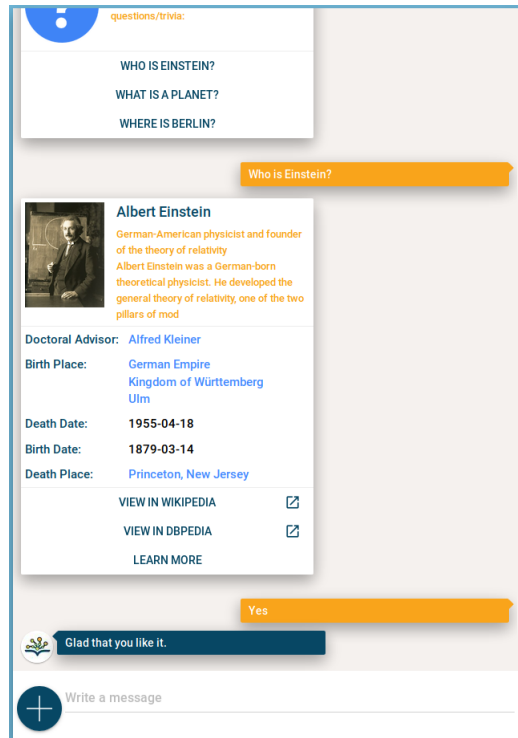 questions/trivia:
WHO IS EINSTEIN?
WHAT IS A PLANET?
WHERE IS BERLIN?
Who is Einstein?
Albert Einstein
German-American physicist and founder
of the theory of relativity
Albert Einstein was a German-born
theoretical physicist. He developed the
general theory of relativity, one of the two
pillars of mod
Doctoral Advisor: Alfred Kleiner
Birth Place: German Empire
Kingdom of Württemberg
Ulm
Death Date: 1955-04-18
Birth Date: 1879-03-14
Death Place: Princeton, New Jersey
VIEW IN WIKIPEDIA
VIEW IN DBPEDIA
LEARN MORE
Yes
Glad that you like it.
Write a message